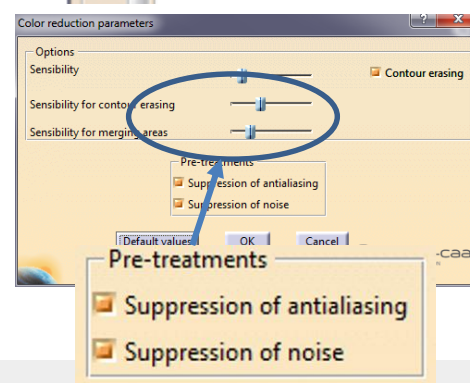 Color reduction parameters
Options
Sensibility
Contour erasing
Sensibility for contour erasing
Sensibility for merging areas
Pre-treatments
Suppression of antialiasing
Suppression of noise
Default values OK Cancel
-caa
Pre-treatments
Suppression of antialiasing
Suppression of noise